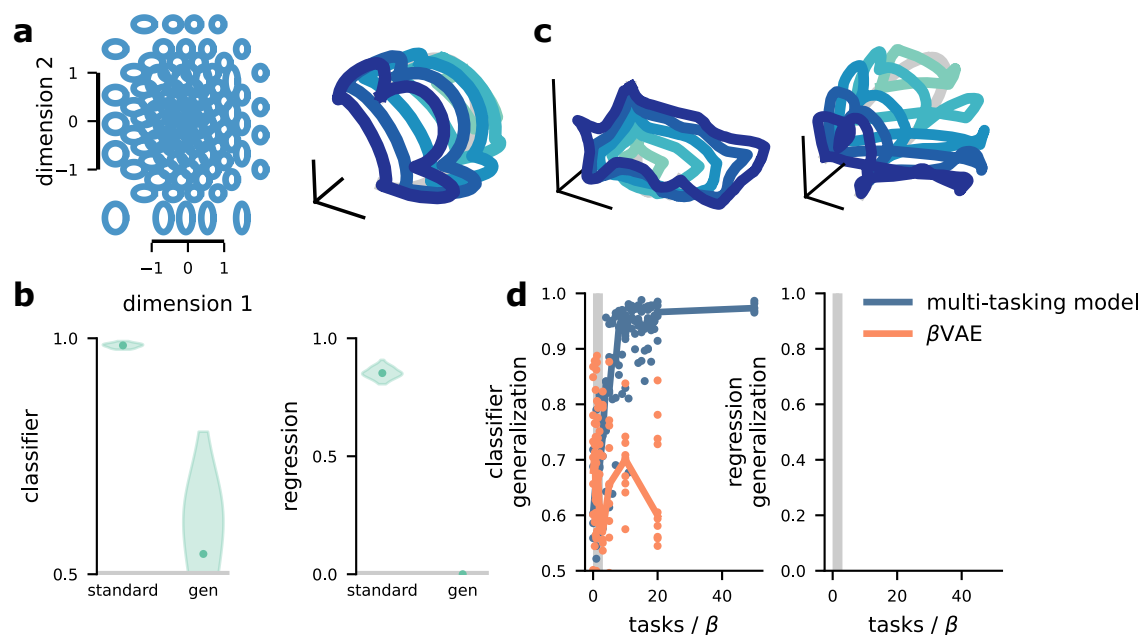 a
dimension 2
1
0
−1
−1 0 1
dimension 1
c
b
classifier
1.0
0.5
standard gen
regression
1.0
0.5
0.0
standard gen
d
classifier
generalization
1.0
0.9
0.8
0.7
0.6
0.5
0 20 40
tasks / β
regression
generalization
1.0
0.8
0.6
0.4
0.2
0.0
0 20 40
tasks / β
multi-tasking model
βVAE